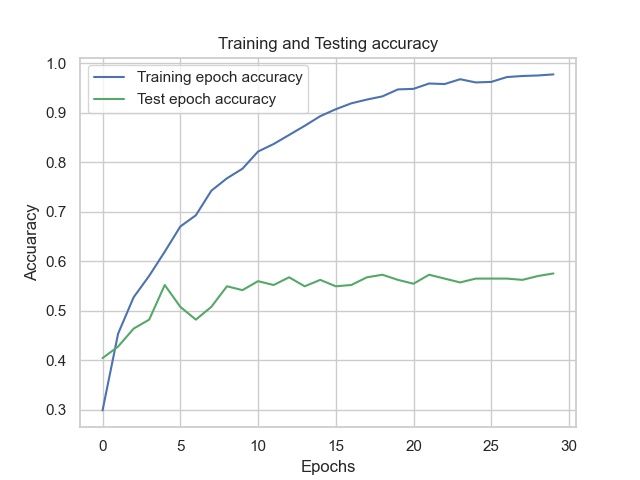 Training and Testing accuracy
1.0
Training epoch accuracy
Test epoch accuracy
0.9
0.8
0.7
0.6
0.5
0.4
0.3
Accuaracy
0 5 10 15 20 25 30
Epochs